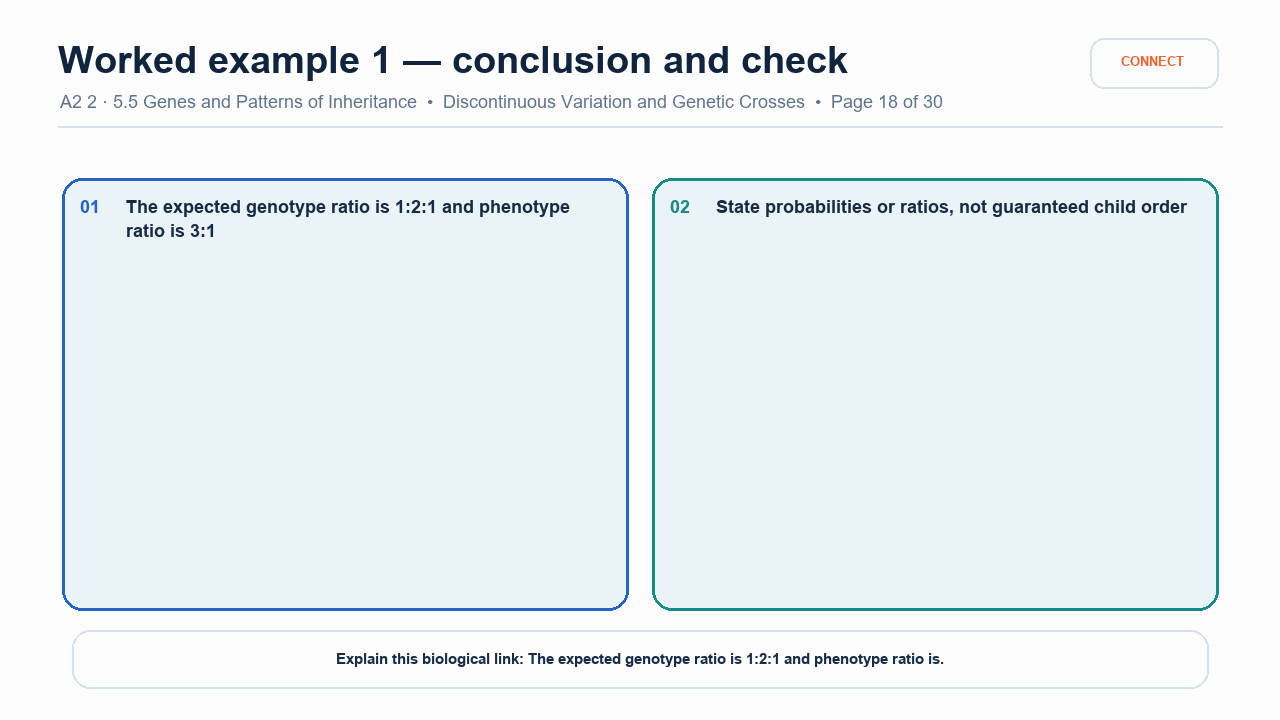 Worked example 1 — conclusion and check
CONNECT
A2 2 · 5.5 Genes and Patterns of Inheritance • Discontinuous Variation and Genetic Crosses • Page 18 of 30
01 The expected genotype ratio is 1:2:1 and phenotype
ratio is 3:1
02 State probabilities or ratios, not guaranteed child order
Explain this biological link: The expected genotype ratio is 1:2:1 and phenotype ratio is.